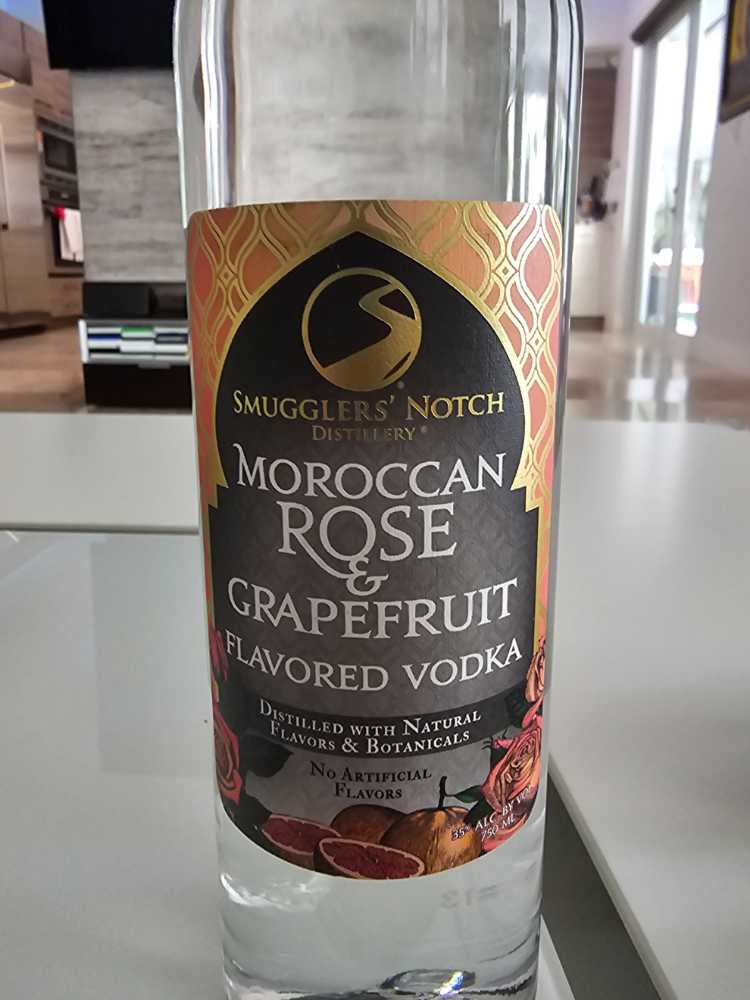 SMUGGLERS' NOTCH®
DISTILLERY®
MOROCCAN
ROSE
&
GRAPEFRUIT
FLAVORED VODKA
DISTILLED WITH NATURAL
FLAVORS & BOTANICALS
NO ARTIFICIAL
FLAVORS
35% ALC BY VOL
750 ML